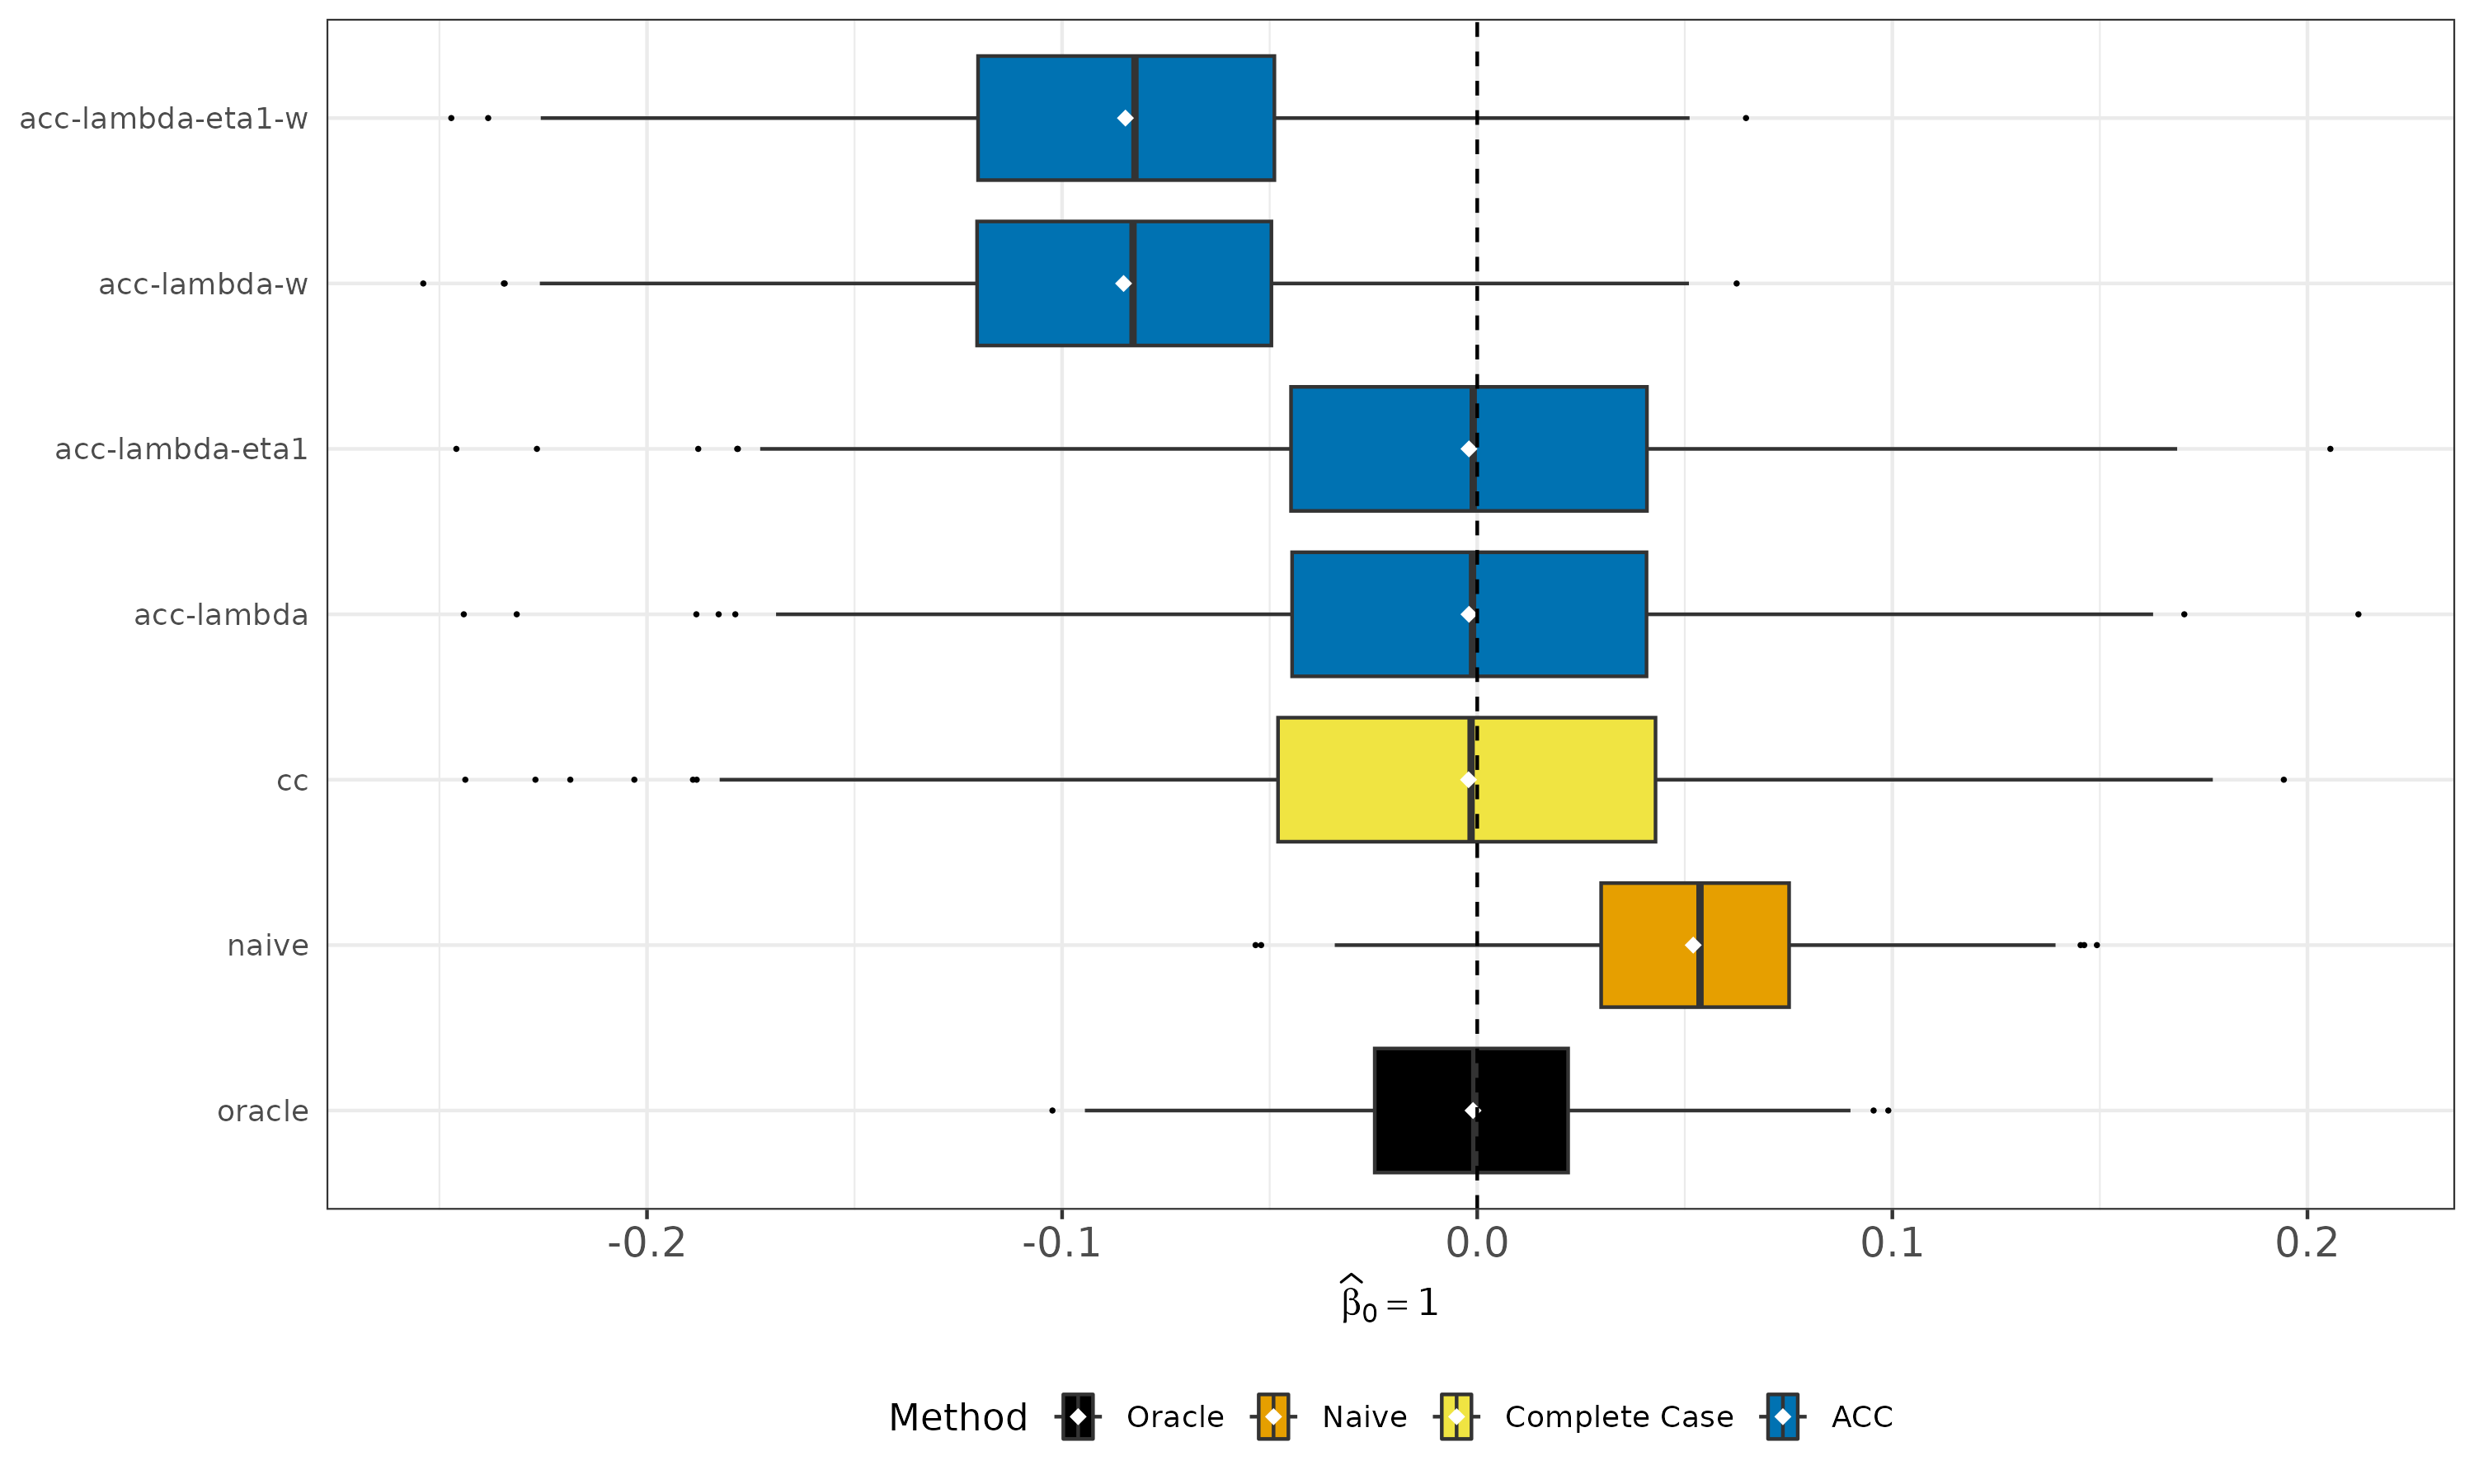 acc-lambda-eta1-w
acc-lambda-w
acc-lambda-eta1
acc-lambda
cc
naive
oracle
-0.2 -0.1 0.0 0.1 0.2
β̂₀ = 1
Method Oracle Naive Complete Case ACC